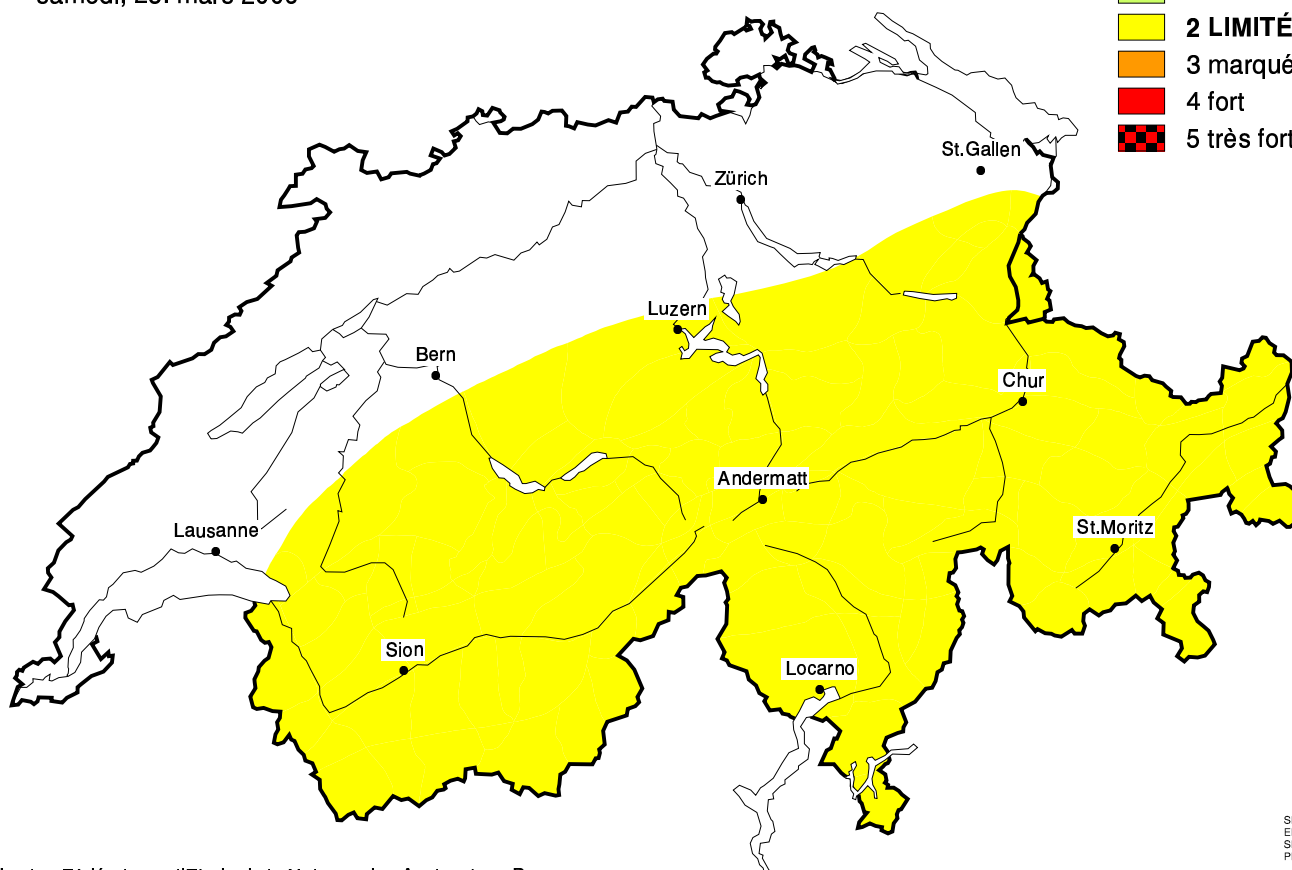 2 LIMITÉ
3 marqué
4 fort
5 très fort
St.Gallen
Zürich
Luzern
Bern
Chur
Andermatt
Lausanne
St.Moritz
Sion
Locarno